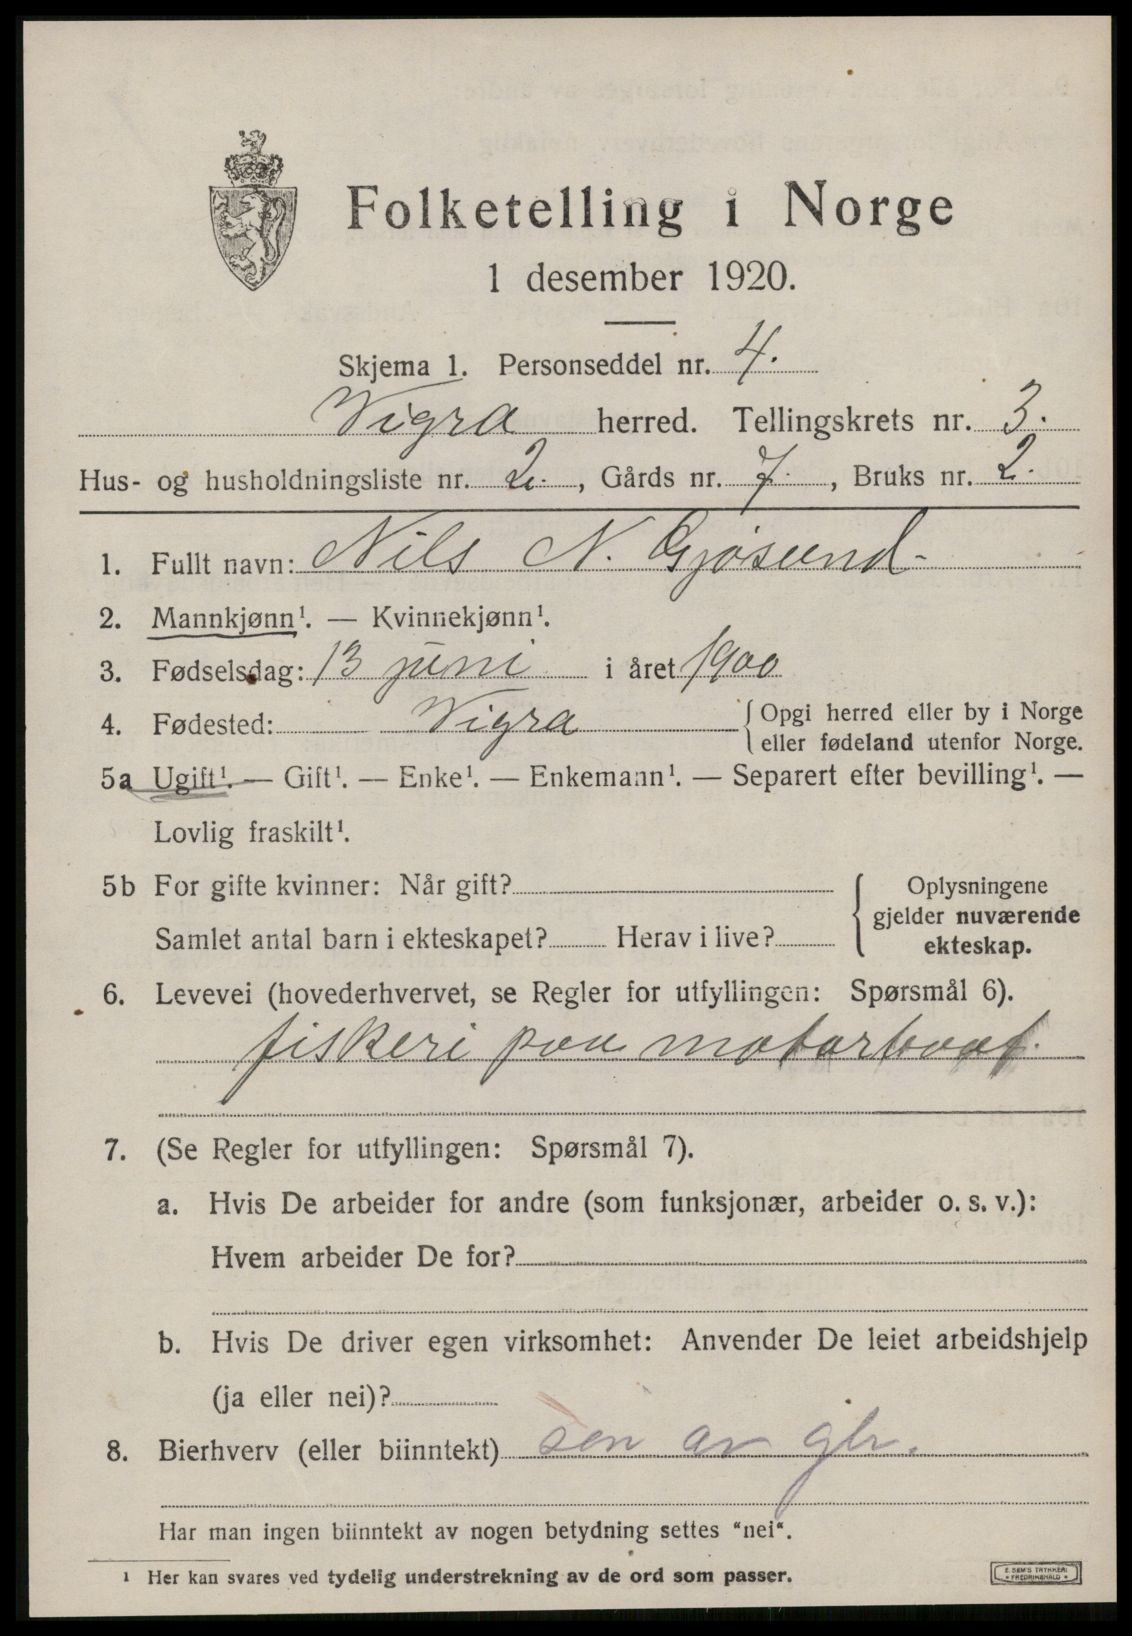 Folketelling i Norge
1 desember 1920.
Skjema 1. Personseddel nr. 4.
Vigra herred. Tellingskrets nr. 3.
Hus- og husholdningsliste nr. 2. , Gårds nr. 7. , Bruks nr. 2.
1. Fullt navn: Nils N. Gjøsund.
2. Mannkjønn¹. — Kvinnekjønn¹.
3. Fødselsdag: 13 juni i året 1900
4. Fødested: Vigra { Opgi herred eller by i Norge
eller fødeland utenfor Norge.
5a Ugift¹. — Gift¹. — Enke¹. — Enkemann¹. — Separert efter bevilling¹. —
Lovlig fraskilt¹.
5b For gifte kvinner: Når gift?
Samlet antal barn i ekteskapet? Herav i live?
Oplysningene
gjelder nuværende
ekteskap.
6. Levevei (hovederhvervet, se Regler for utfyllingen: Spørsmål 6).
fiskeri paa motorbaat.
7. (Se Regler for utfyllingen: Spørsmål 7).
a. Hvis De arbeider for andre (som funksjonær, arbeider o. s. v.):
Hvem arbeider De for?
b. Hvis De driver egen virksomhet: Anvender De leiet arbeidshjelp
(ja eller nei)?
8. Bierhverv (eller biinntekt) sön av gbr.
Har man ingen biinntekt av nogen betydning settes "nei".
¹ Her kan svares ved tydelig understrekning av de ord som passer.
E. SEM'S TRYKKERI
FREDRIKSHALD